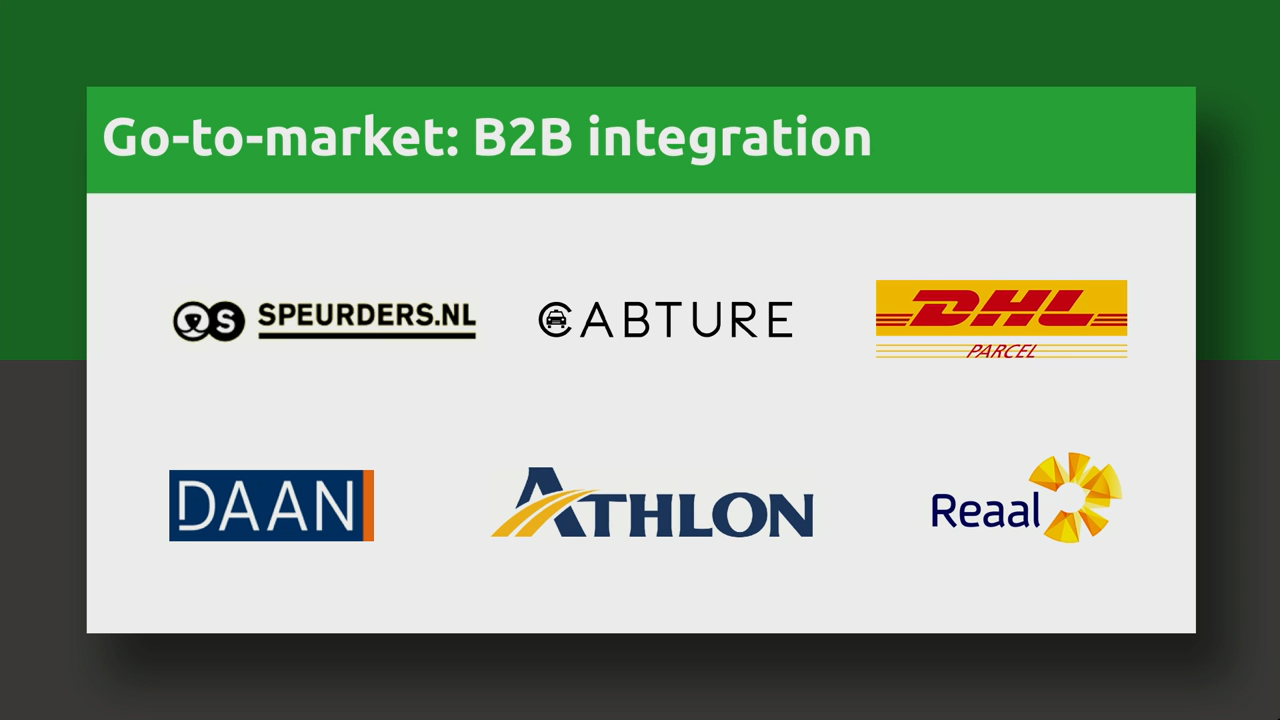 Go-to-market: B2B integration
SPEURDERS.NL
CABTURE
DHL
PARCEL
DAAN
ATHLON
Reaal